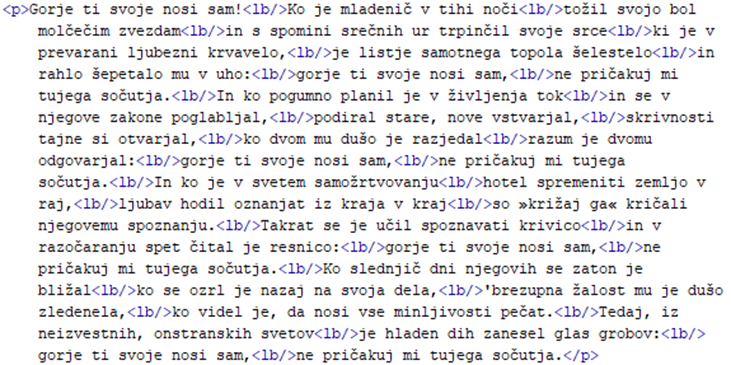 <p>Gorje ti svoje nosi sam!<lb/>Ko je mladenič v tihi noči<lb/>tožil svojo bol
molčečim zvezdam<lb/>in s spomini srečnih ur trpinčil svoje srce<lb/>ki je v
prevarani ljubezni krvavelo,<lb/>je listje samotnega topola šelestelo<lb/>in
rahlo šepetalo mu v uho:<lb/>gorje ti svoje nosi sam,<lb/>ne pričakuj mi
tujega sočutja.<lb/>In ko pogumno planil je v življenja tok<lb/>in se v
njegove zakone poglabljal,<lb/>podiral stare, nove vstvarjal,<lb/>skrivnosti
tajne si otvarjal,<lb/>ko dvom mu dušo je razjedal<lb/>razum je dvomu
odgovarjal:<lb/>gorje ti svoje nosi sam,<lb/>ne pričakuj mi tujega
sočutja.<lb/>In ko je v svetem samožrtvovanju<lb/>hotel spremeniti zemljo v
raj,<lb/>ljubav hodil oznanjat iz kraja v kraj<lb/>so »križaj ga« kričali
njegovemu spoznanju.<lb/>Takrat se je učil spoznavati krivico<lb/>in v
razočaranju spet čital je resnico:<lb/>gorje ti svoje nosi sam,<lb/>ne
pričakuj mi tujega sočutja.<lb/>Ko slednjič dni njegovih se zaton je
bližal<lb/>ko se ozrl je nazaj na svoja dela,<lb/>'brezupna žalost mu je dušo
zledenela,<lb/>ko videl je, da nosi vse minljivosti pečat.<lb/>Tedaj, iz
neizvestnih, onstranskih svetov<lb/>je hladen dih zanesel glas grobov:<lb/>
gorje ti svoje nosi sam,<lb/>ne pričakuj mi tujega sočutja.</p>